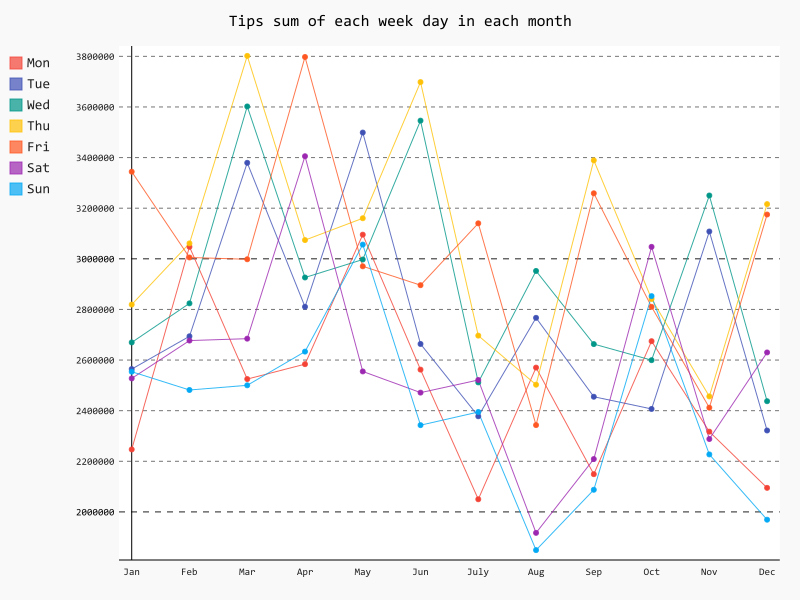 Tips sum of each week day in each month
Mon
Tue
Wed
Thu
Fri
Sat
Sun
3800000
3600000
3400000
3200000
3000000
2800000
2600000
2400000
2200000
2000000
Jan Feb Mar Apr May Jun July Aug Sep Oct Nov Dec